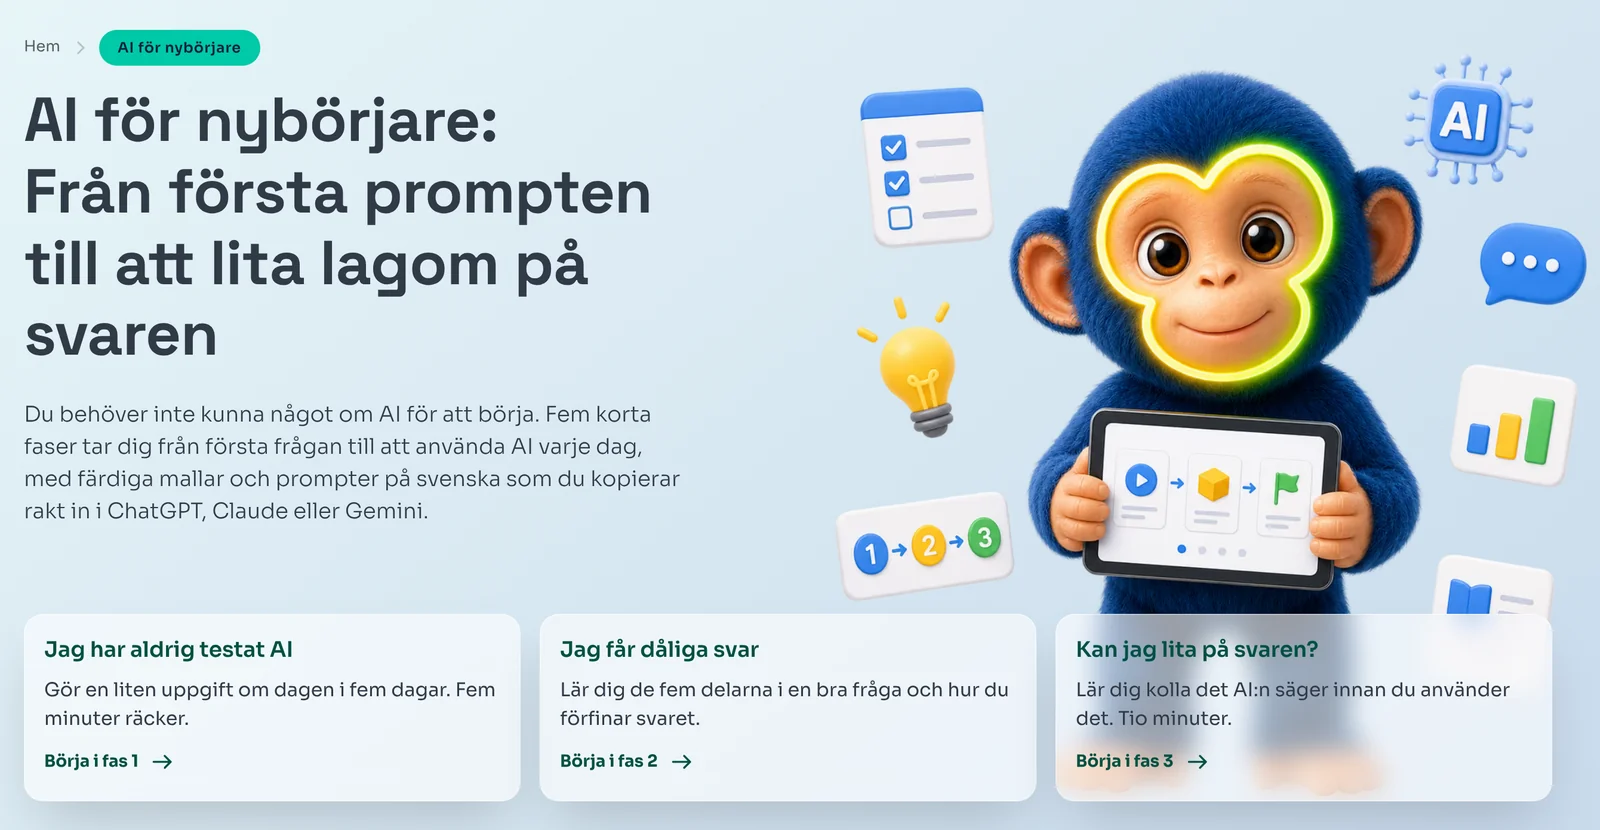 Hem
AI för nybörjare
AI för nybörjare:
Från första prompten
till att lita lagom på
svaren
Du behöver inte kunna något om AI för att börja. Fem korta
faser tar dig från första frågan till att använda AI varje dag,
med färdiga mallar och prompter på svenska som du kopierar
rakt in i ChatGPT, Claude eller Gemini.
AI
1 2 3
Jag har aldrig testat AI
Gör en liten uppgift om dagen i fem dagar. Fem
minuter räcker.
Börja i fas 1
Jag får dåliga svar
Lär dig de fem delarna i en bra fråga och hur du
förfinar svaret.
Börja i fas 2
Kan jag lita på svaren?
Lär dig kolla det AI:n säger innan du använder
det. Tio minuter.
Börja i fas 3